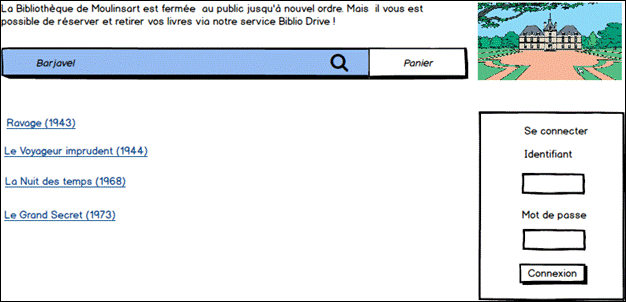 La Bibliothèque de Moulinsart est fermée au public jusqu'à nouvel ordre. Mais il vous est
possible de réserver et retirer vos livres via notre service Biblio Drive !
Barjavel
Panier
Ravage (1943)
Le Voyageur imprudent (1944)
La Nuit des temps (1968)
Le Grand Secret (1973)
Se connecter
Identifiant
Mot de passe
Connexion